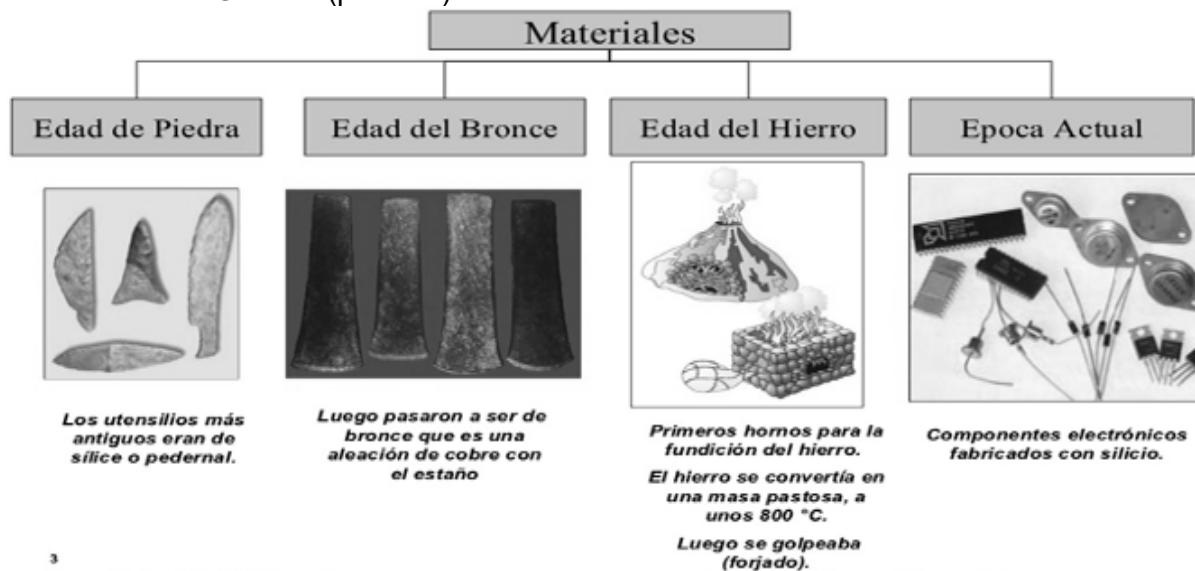 Materiales
Edad de Piedra
Edad del Bronce
Edad del Hierro
Epoca Actual
Los utensilios más
antiguos eran de
sílice o pedernal.
Luego pasaron a ser de
bronce que es una
aleación de cobre con
el estaño
Primeros hornos para la
fundición del hierro.
El hierro se convertía en
una masa pastosa, a
unos 800 °C.
Luego se golpeaba
(forjado).
Componentes electrónicos
fabricados con silicio.
3